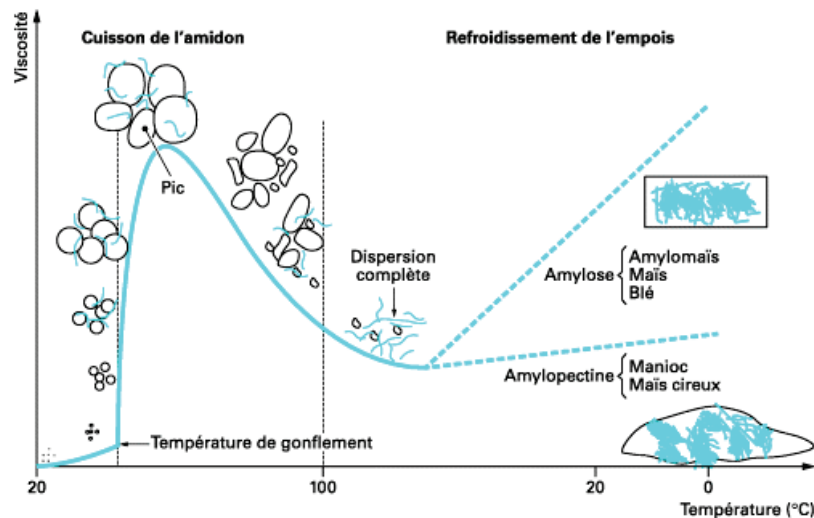 Viscosité
Cuisson de l'amidon
Refroidissement de l'empois
Pic
Dispersion
complète
Amylose
Amylomaïs
Maïs
Blé
Amylopectine
Manioc
Maïs cireux
Température de gonflement
20
100
20
0
Température (°C)